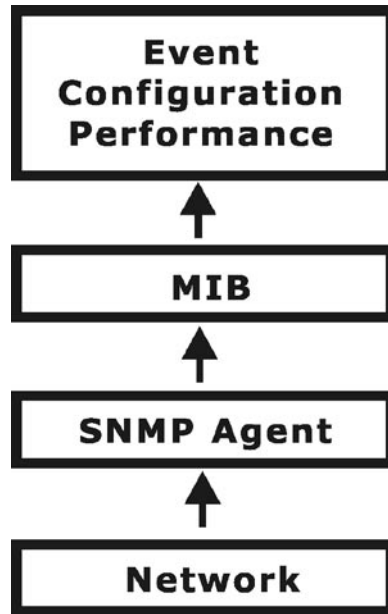 Event
Configuration
Performance
MIB
SNMP Agent
Network